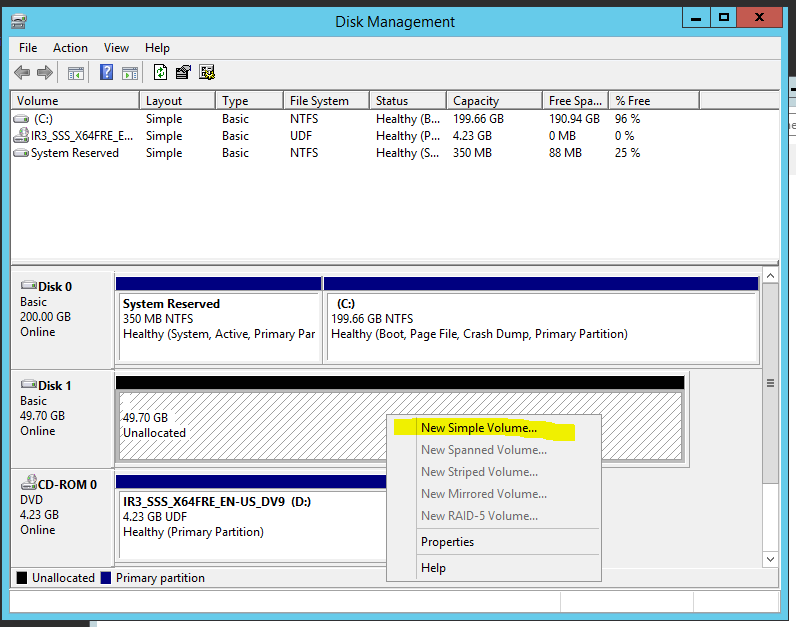 Disk Management
File Action View Help
Volume Layout Type File System Status Capacity Free Spa... % Free
(C:) Simple Basic NTFS Healthy (B... 199.66 GB 190.94 GB 96 %
IR3_SSS_X64FRE_E... Simple Basic UDF Healthy (P... 4.23 GB 0 MB 0 %
System Reserved Simple Basic NTFS Healthy (S... 350 MB 88 MB 25 %
Disk 0
Basic
200.00 GB
Online
System Reserved
350 MB NTFS
Healthy (System, Active, Primary Par
(C:)
199.66 GB NTFS
Healthy (Boot, Page File, Crash Dump, Primary Partition)
Disk 1
Basic
49.70 GB
Online
49.70 GB
Unallocated
New Simple Volume...
New Spanned Volume...
New Striped Volume...
New Mirrored Volume...
New RAID-5 Volume...
Properties
Help
CD-ROM 0
DVD
4.23 GB
Online
IR3_SSS_X64FRE_EN-US_DV9 (D:)
4.23 GB UDF
Healthy (Primary Partition)
Unallocated Primary partition